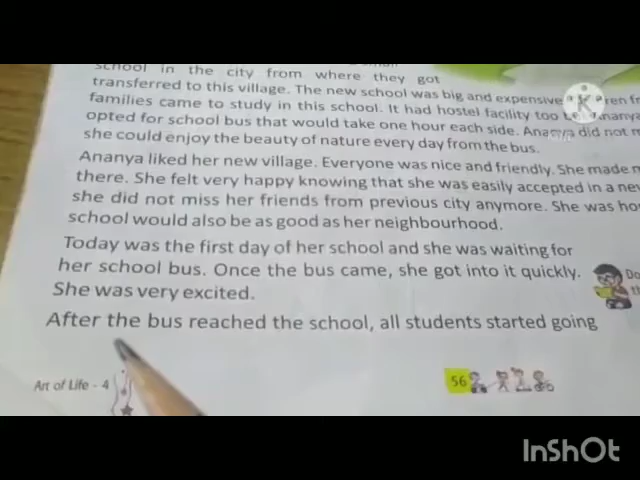 school in the city from where they got
transferred to this village. The new school was big and expensive
families came to study in this school. It had hostel facility too
opted for school bus that would take one hour each side. Ananya did not
she could enjoy the beauty of nature every day from the bus.
Ananya liked her new village. Everyone was nice and friendly. She made
there. She felt very happy knowing that she was easily accepted in a
she did not miss her friends from previous city anymore. She was
school would also be as good as her neighbourhood.
Today was the first day of her school and she was waiting for
her school bus. Once the bus came, she got into it quickly.
She was very excited.
After the bus reached the school, all students started going
Art of Life - 4
56
K
InShOt